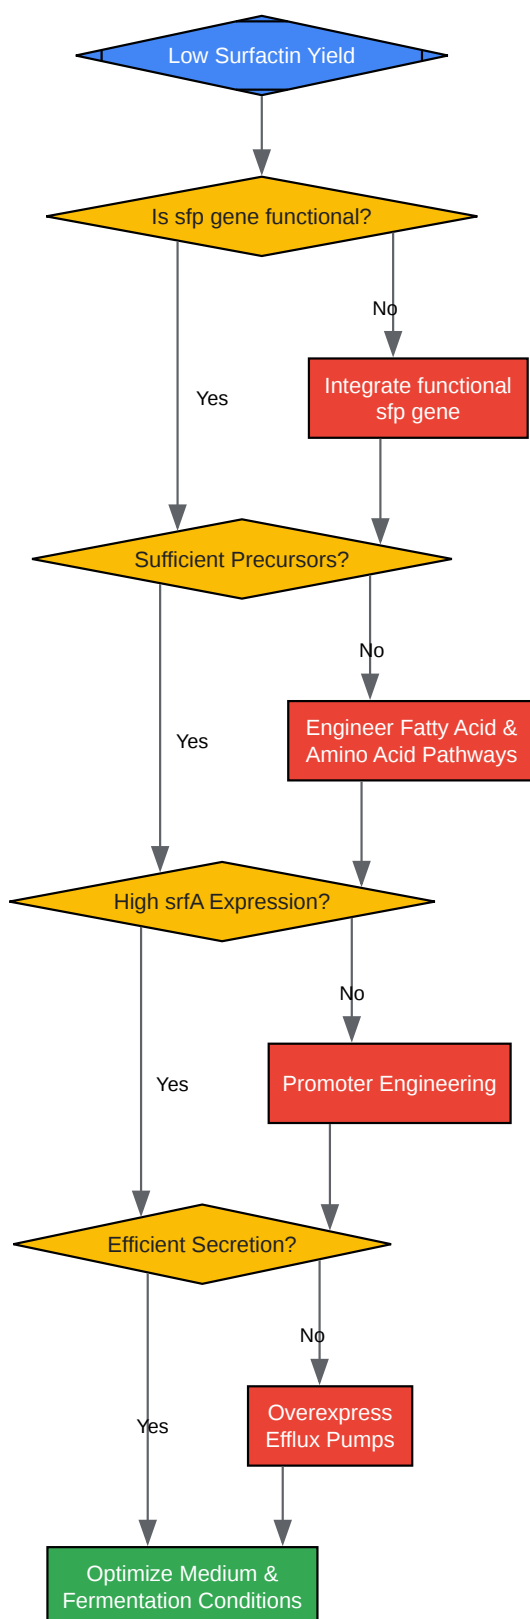 Low Surfactin Yield
Is sfp gene functional?
No
Integrate functional
sfp gene
Yes
Sufficient Precursors?
No
Engineer Fatty Acid &
Amino Acid Pathways
Yes
High srfA Expression?
No
Promoter Engineering
Yes
Efficient Secretion?
No
Overexpress
Efflux Pumps
Yes
Optimize Medium &
Fermentation Conditions